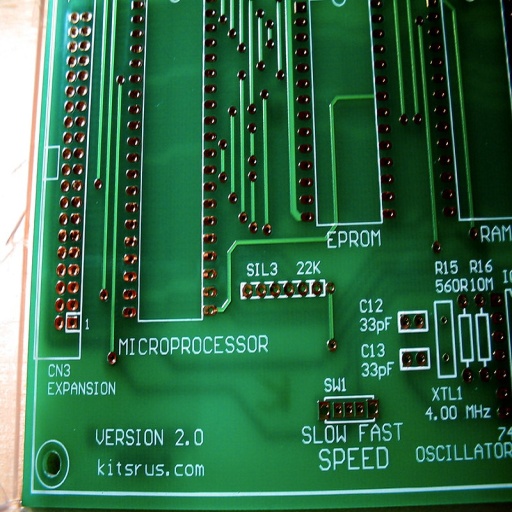 EPROM
RAM
SIL3 22K
R15 R16
560R 10M
C12
33pF
1
MICROPROCESSOR
C13
33pF
CN3
EXPANSION
SW1
XTL1
4.00 MHz
VERSION 2.0
SLOW FAST
74
kitsrus.com
SPEED
OSCILLATOR